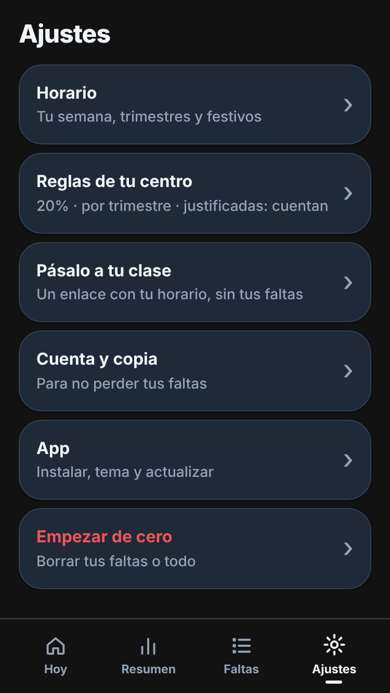 Ajustes
Horario
Tu semana, trimestres y festivos
Reglas de tu centro
20% · por trimestre · justificadas: cuentan
Pásalo a tu clase
Un enlace con tu horario, sin tus faltas
Cuenta y copia
Para no perder tus faltas
App
Instalar, tema y actualizar
Empezar de cero
Borrar tus faltas o todo
Hoy
Resumen
Faltas
Ajustes